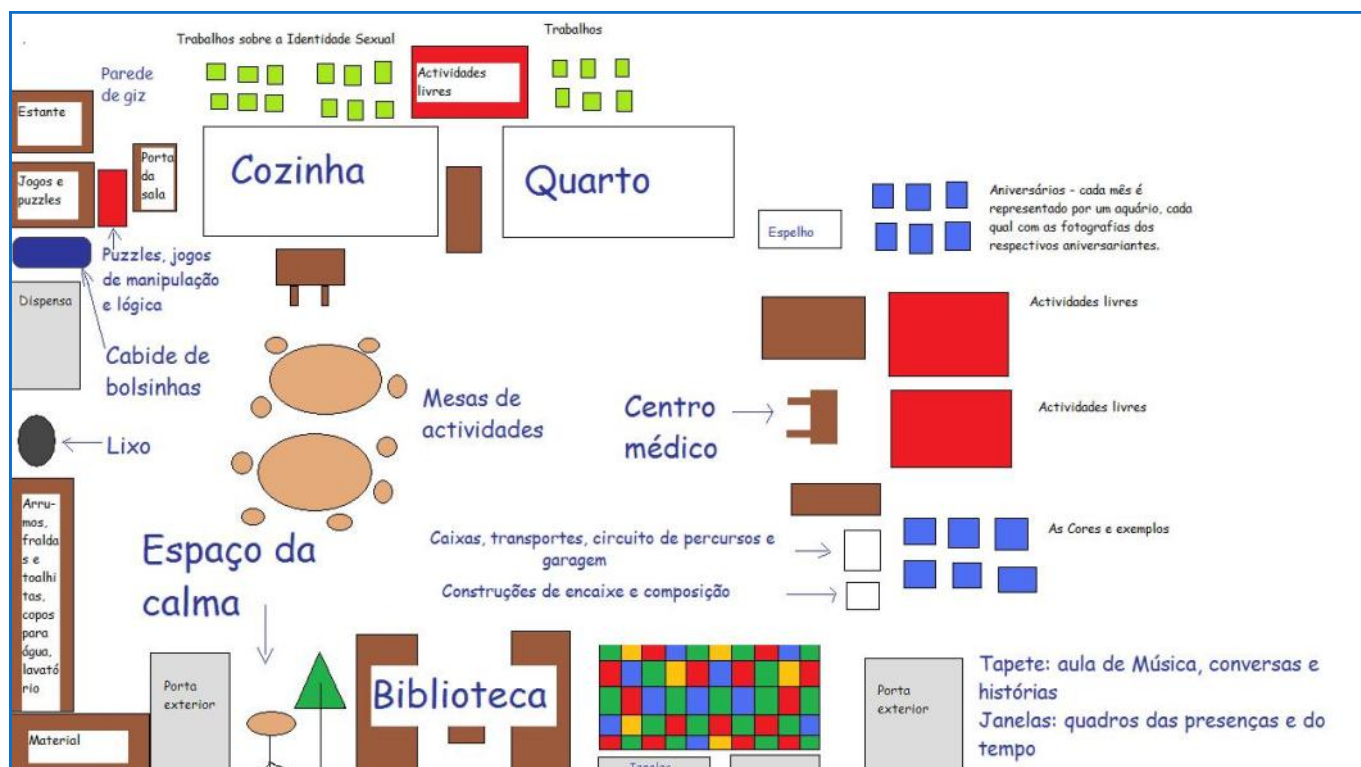 Trabalhos sobre a Identidade Sexual
Trabalhos
Parede
de giz
Actividades
livres
Estante
Porta
da
sala
Jogos e
puzzles
Cozinha
Quarto
Espelho
Aniversários - cada mês é
representado por um aquário, cada
qual com as fotografias dos
respectivos aniversariantes.
Puzzles, jogos
de manipulação
e lógica
Dispensa
Actividades livres
Cabide de
bolsinhas
Mesas de
actividades
Centro
médico
Actividades livres
Lixo
Arru-
mos,
fralda
s e
toalhi
tas,
copos
para
água,
lavató
rio
Espaço da
calma
Caixas, transportes, circuito de percursos e
garagem
As Cores e exemplos
Construções de encaixe e composição
Porta
exterior
Biblioteca
Porta
exterior
Tapete: aula de Música, conversas e
histórias
Janelas: quadros das presenças e do
tempo
Material
Janelas